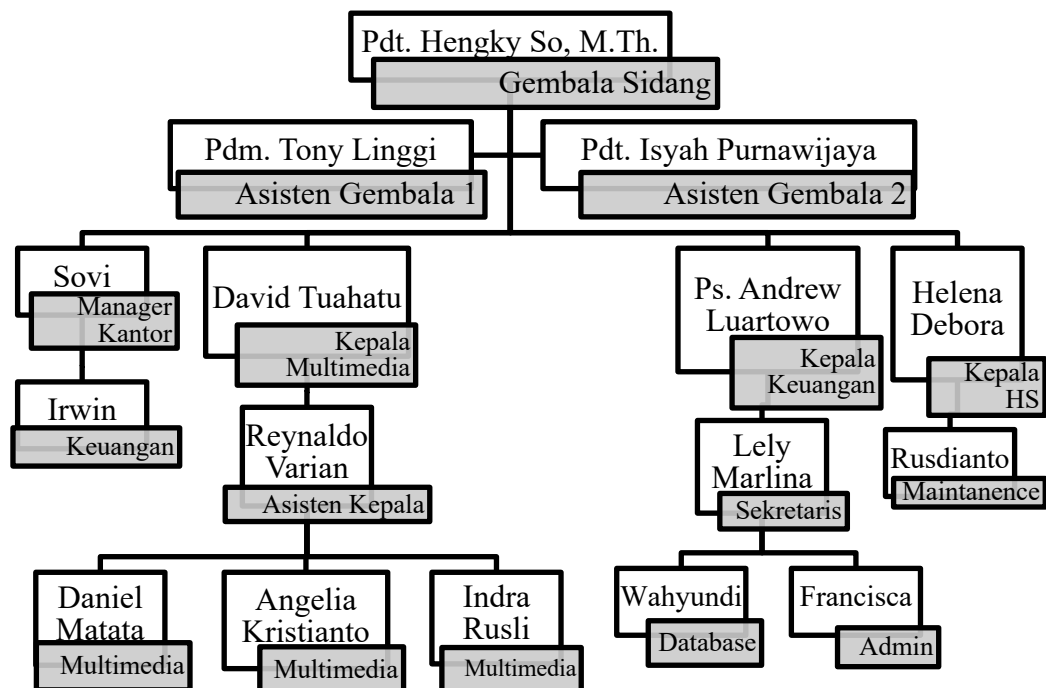 Pdt. Hengky So, M.Th.
Gembala Sidang
Pdm. Tony Linggi
Asisten Gembala 1
Pdt. Isyah Purnawijaya
Asisten Gembala 2
Sovi
Manager
Kantor
David Tuahatu
Kepala
Multimedia
Ps. Andrew
Luartowo
Kepala
Keuangan
Helena
Debora
Kepala
HS
Irwin
Keuangan
Reynaldo
Varian
Asisten Kepala
Lely
Marlina
Sekretaris
Rusdianto
Maintanence
Daniel
Matata
Multimedia
Angelia
Kristianto
Multimedia
Indra
Rusli
Multimedia
Wahyundi
Database
Francisca
Admin